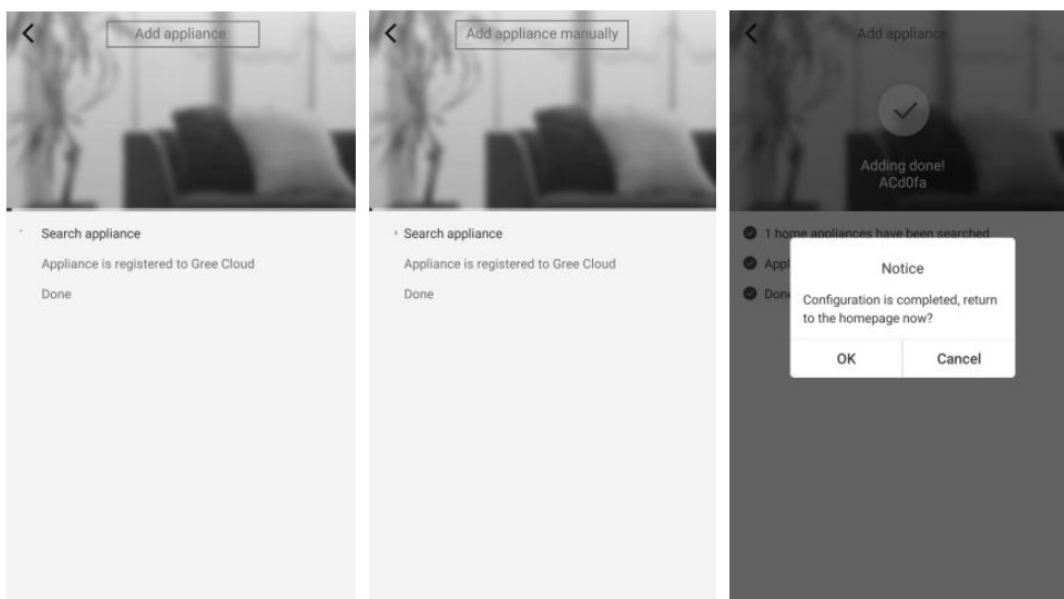 Add appliance
Search appliance
Appliance is registered to Gree Cloud
Done
Add appliance manually
Search appliance
Appliance is registered to Gree Cloud
Done
Add appliance
Adding done!
ACd0fa
1 home appliances have been searched
Appl
Done
Notice
Configuration is completed, return
to the homepage now?
OK
Cancel